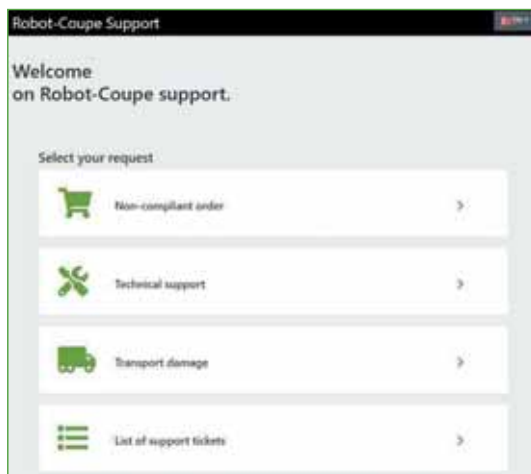 Robot-Coupe Support
Welcome
on Robot-Coupe support.
Select your request
Non-compliant order
Technical support
Transport damage
List of support tickets